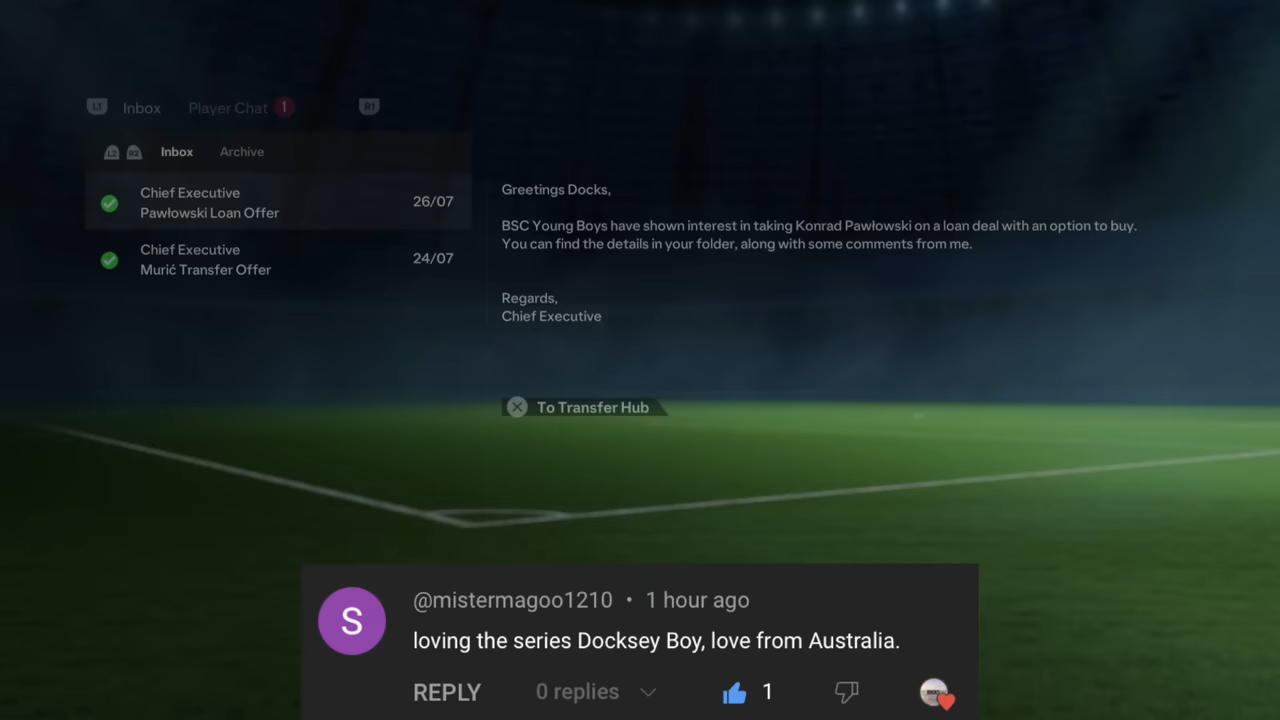 L1 Inbox Player Chat 1 R1
L2 R2 Inbox Archive
Chief Executive
Pawłowski Loan Offer
26/07
Chief Executive
Murić Transfer Offer
24/07
Greetings Docks,
BSC Young Boys have shown interest in taking Konrad Pawłowski on a loan deal with an option to buy.
You can find the details in your folder, along with some comments from me.
Regards,
Chief Executive
To Transfer Hub
S
@mistermagoo1210 • 1 hour ago
loving the series Docksey Boy, love from Australia.
REPLY 0 replies 1